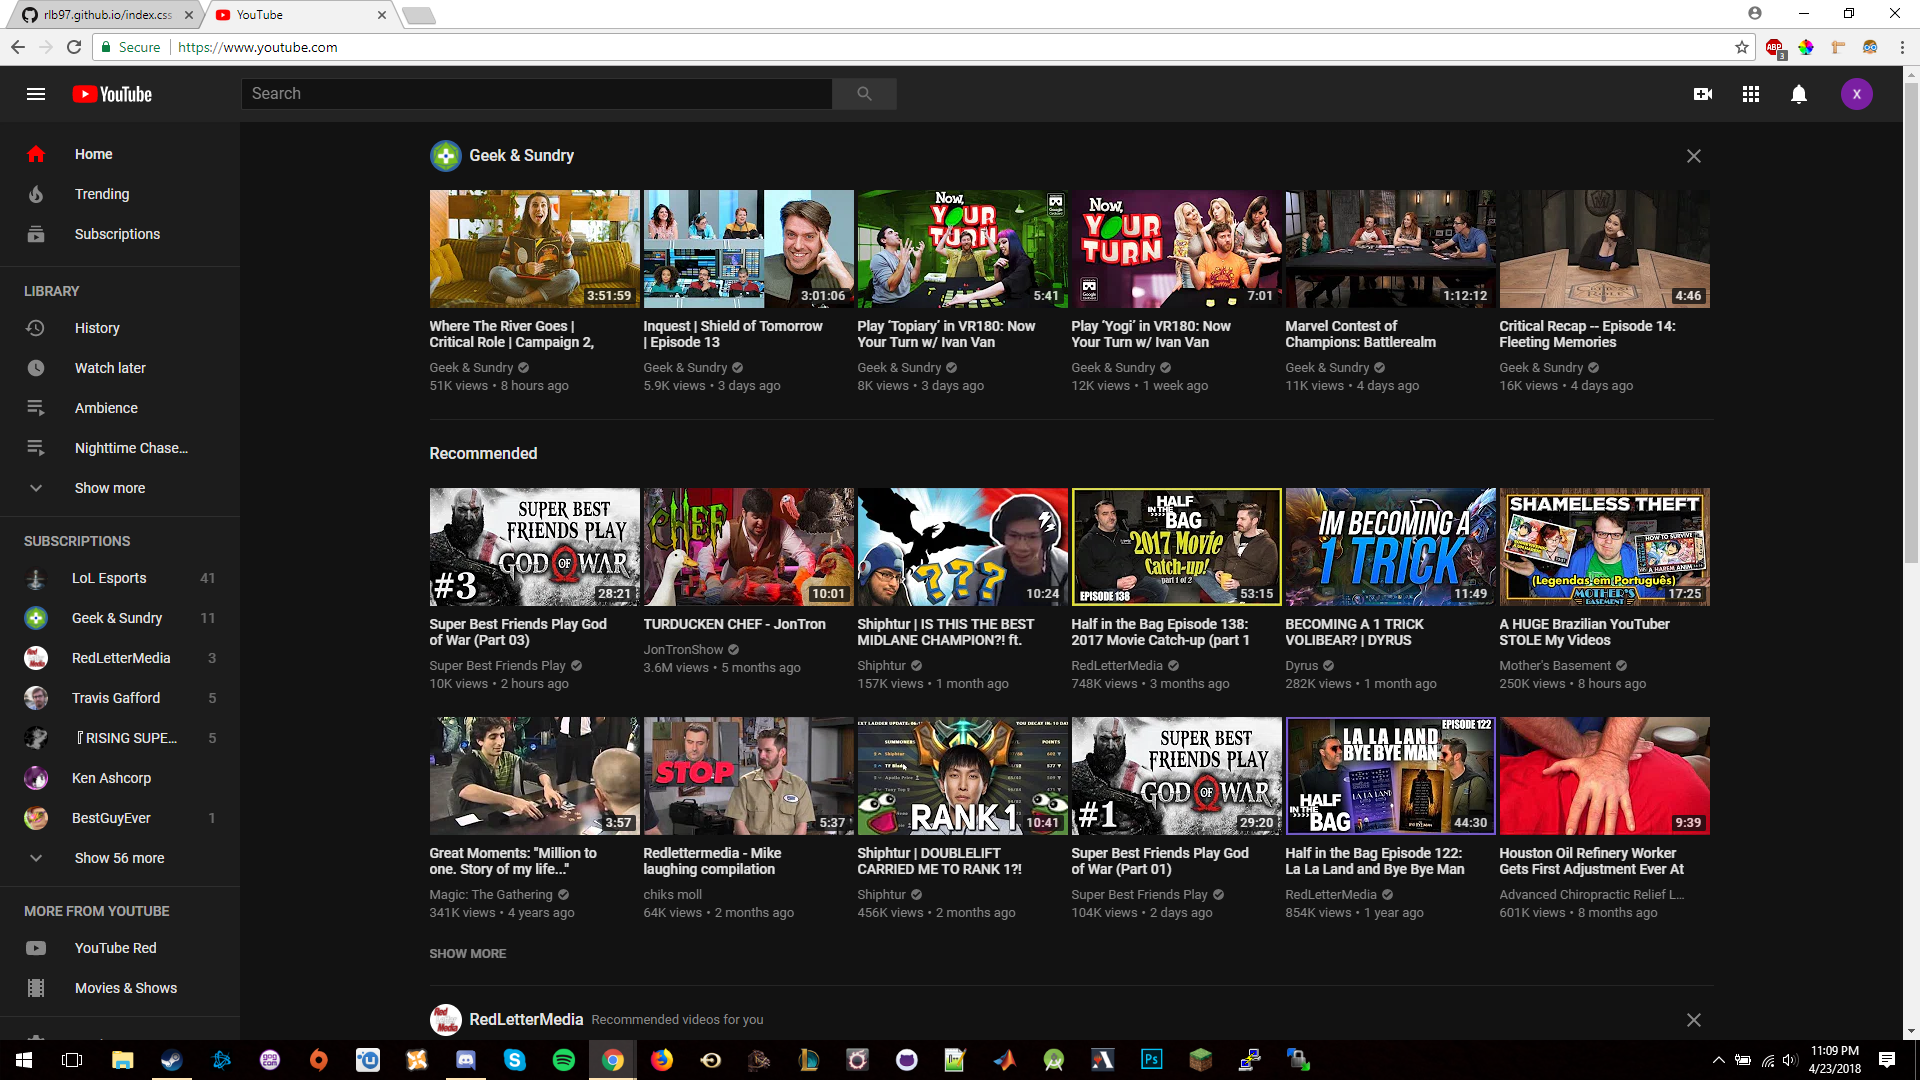 rlb97.github.io/index.css
YouTube
Secure
https://www.youtube.com
ABP
3
YouTube
Search
X
Home
Trending
Subscriptions
LIBRARY
History
Watch later
Ambience
Nighttime Chase...
Show more
SUBSCRIPTIONS
LoL Esports 41
Geek & Sundry 11
RedLetterMedia 3
Travis Gafford 5
『RISING SUPE... 5
Ken Ashcorp
BestGuyEver 1
Show 56 more
MORE FROM YOUTUBE
YouTube Red
Movies & Shows
Geek & Sundry
3:51:59
3:01:06
Now,
YOUR
TURN
5:41
Now,
YOUR
TURN
7:01
1:12:12
4:46
Where The River Goes |
Critical Role | Campaign 2,
Geek & Sundry
51K views • 8 hours ago
Inquest | Shield of Tomorrow
| Episode 13
Geek & Sundry
5.9K views • 3 days ago
Play ‘Topiary’ in VR180: Now
Your Turn w/ Ivan Van
Geek & Sundry
8K views • 3 days ago
Play ‘Yogi’ in VR180: Now
Your Turn w/ Ivan Van
Geek & Sundry
12K views • 1 week ago
Marvel Contest of
Champions: Battlerealm
Geek & Sundry
11K views • 4 days ago
Critical Recap -- Episode 14:
Fleeting Memories
Geek & Sundry
16K views • 4 days ago
Recommended
SUPER BEST
FRIENDS PLAY
GOD OF WAR
#3
28:21
CHEF
10:01
???
10:24
HALF
IN THE
BAG
2017 Movie
Catch-up!
part 1 of 2
EPISODE 138
53:15
IM BECOMING A
1 TRICK
11:49
SHAMELESS THEFT
HOW TO SURVIVE
A HAREM ANIM
(Legendas em Português)
MOTHER'S
BASEMENT
17:25
Super Best Friends Play God
of War (Part 03)
Super Best Friends Play
10K views • 2 hours ago
TURDUCKEN CHEF - JonTron
JonTronShow
3.6M views • 5 months ago
Shiphtur | IS THIS THE BEST
MIDLANE CHAMPION?! ft.
Shiphtur
157K views • 1 month ago
Half in the Bag Episode 138:
2017 Movie Catch-up (part 1
RedLetterMedia
748K views • 3 months ago
BECOMING A 1 TRICK
VOLIBEAR? | DYRUS
Dyrus
282K views • 1 month ago
A HUGE Brazilian YouTuber
STOLE My Videos
Mother's Basement
250K views • 8 hours ago
3:57
STOP
5:37
SUMMONERS
POINTS
Shiphtur
RANK 1
10:41
SUPER BEST
FRIENDS PLAY
GOD OF WAR
#1
29:20
EPISODE 122
LA LA LAND
BYE BYE MAN
LA LA LAND
HALF
IN THE
BAG
44:30
9:39
Great Moments: "Million to
one. Story of my life..."
Magic: The Gathering
341K views • 4 years ago
Redlettermedia - Mike
laughing compilation
chiks moll
64K views • 2 months ago
Shiphtur | DOUBLELIFT
CARRIED ME TO RANK 1?!
Shiphtur
456K views • 2 months ago
Super Best Friends Play God
of War (Part 01)
Super Best Friends Play
104K views • 2 days ago
Half in the Bag Episode 122:
La La Land and Bye Bye Man
RedLetterMedia
854K views • 1 year ago
Houston Oil Refinery Worker
Gets First Adjustment Ever At
Advanced Chiropractic Relief L...
601K views • 8 months ago
SHOW MORE
Red
Letter
Media
RedLetterMedia Recommended videos for you
gog
com
Ps
11:09 PM
4/23/2018